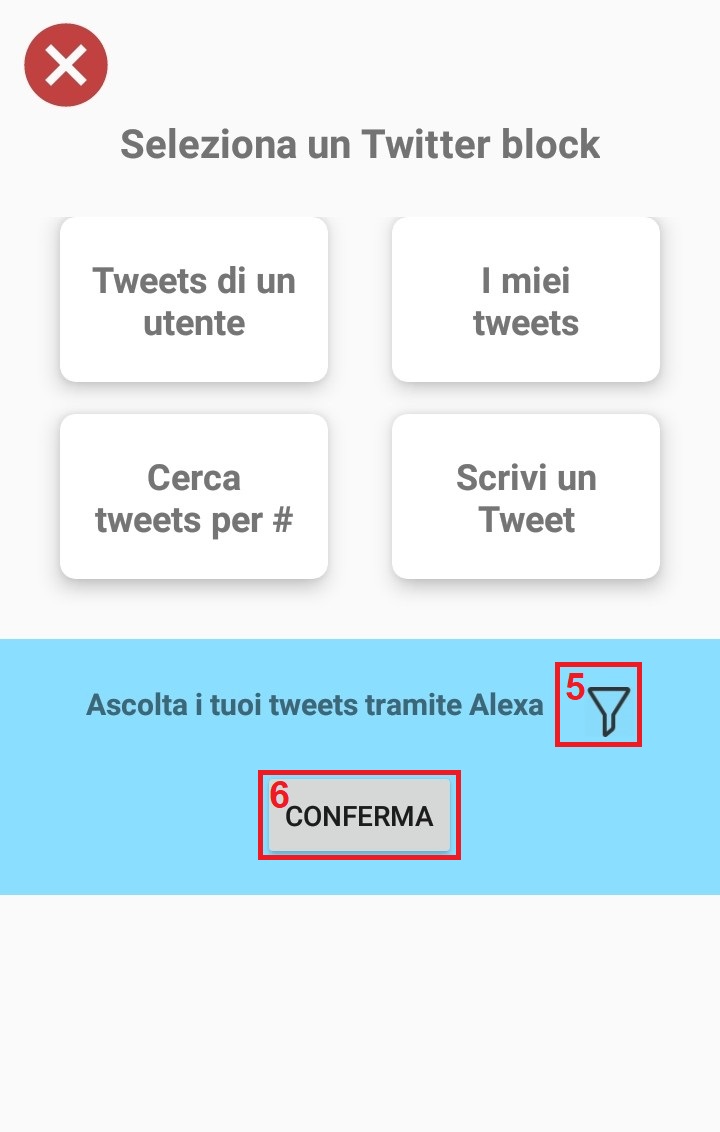 Seleziona un Twitter block
Tweets di un
utente
I miei
tweets
Cerca
tweets per #
Scrivi un
Tweet
Ascolta i tuoi tweets tramite Alexa
5
6
CONFERMA